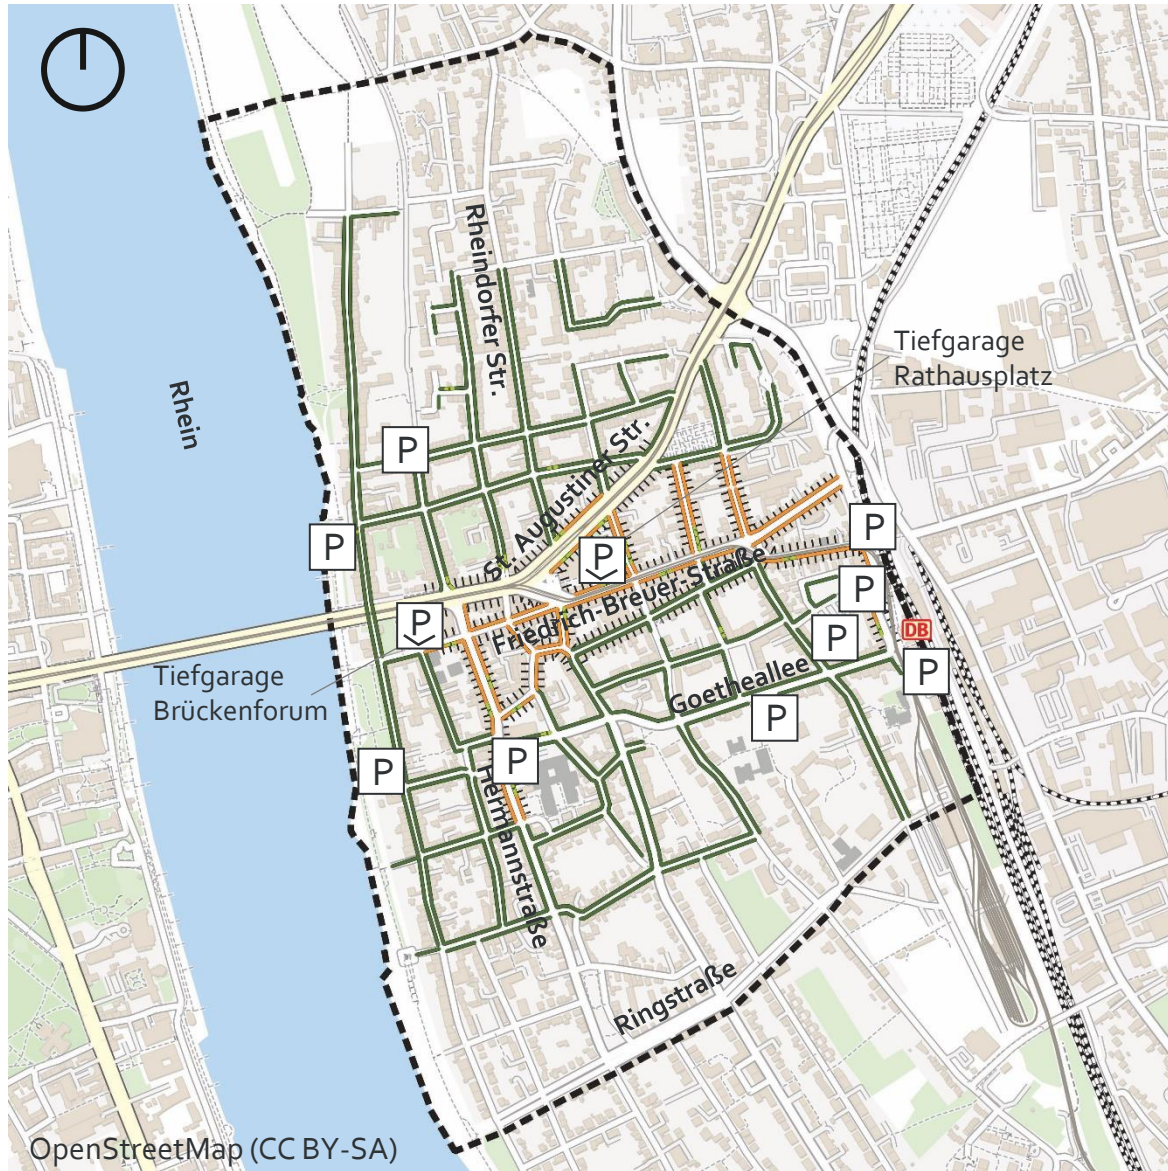 Rheindorfer Str.
Tiefgarage
Rathausplatz
Rhein
P
St. Augustiner Str.
P
P
P
P
Friedrich-Breuer-Straße
P
P
DB
Tiefgarage
Brückenforum
P
Goetheallee
P
P
P
Hermannstraße
Ringstraße
OpenStreetMap (CC BY-SA)